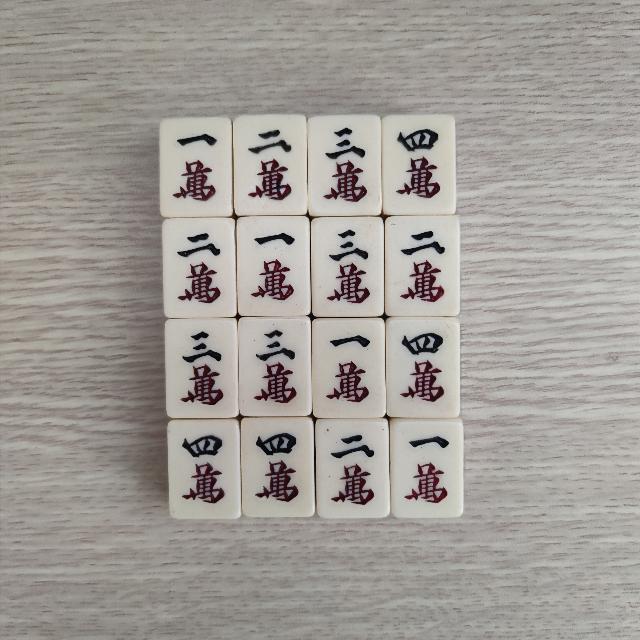 一 二 三 四
萬 萬 萬 萬
二 一 三 二
萬 萬 萬 萬
三 三 一 四
萬 萬 萬 萬
四 四 二 一
萬 萬 萬 萬